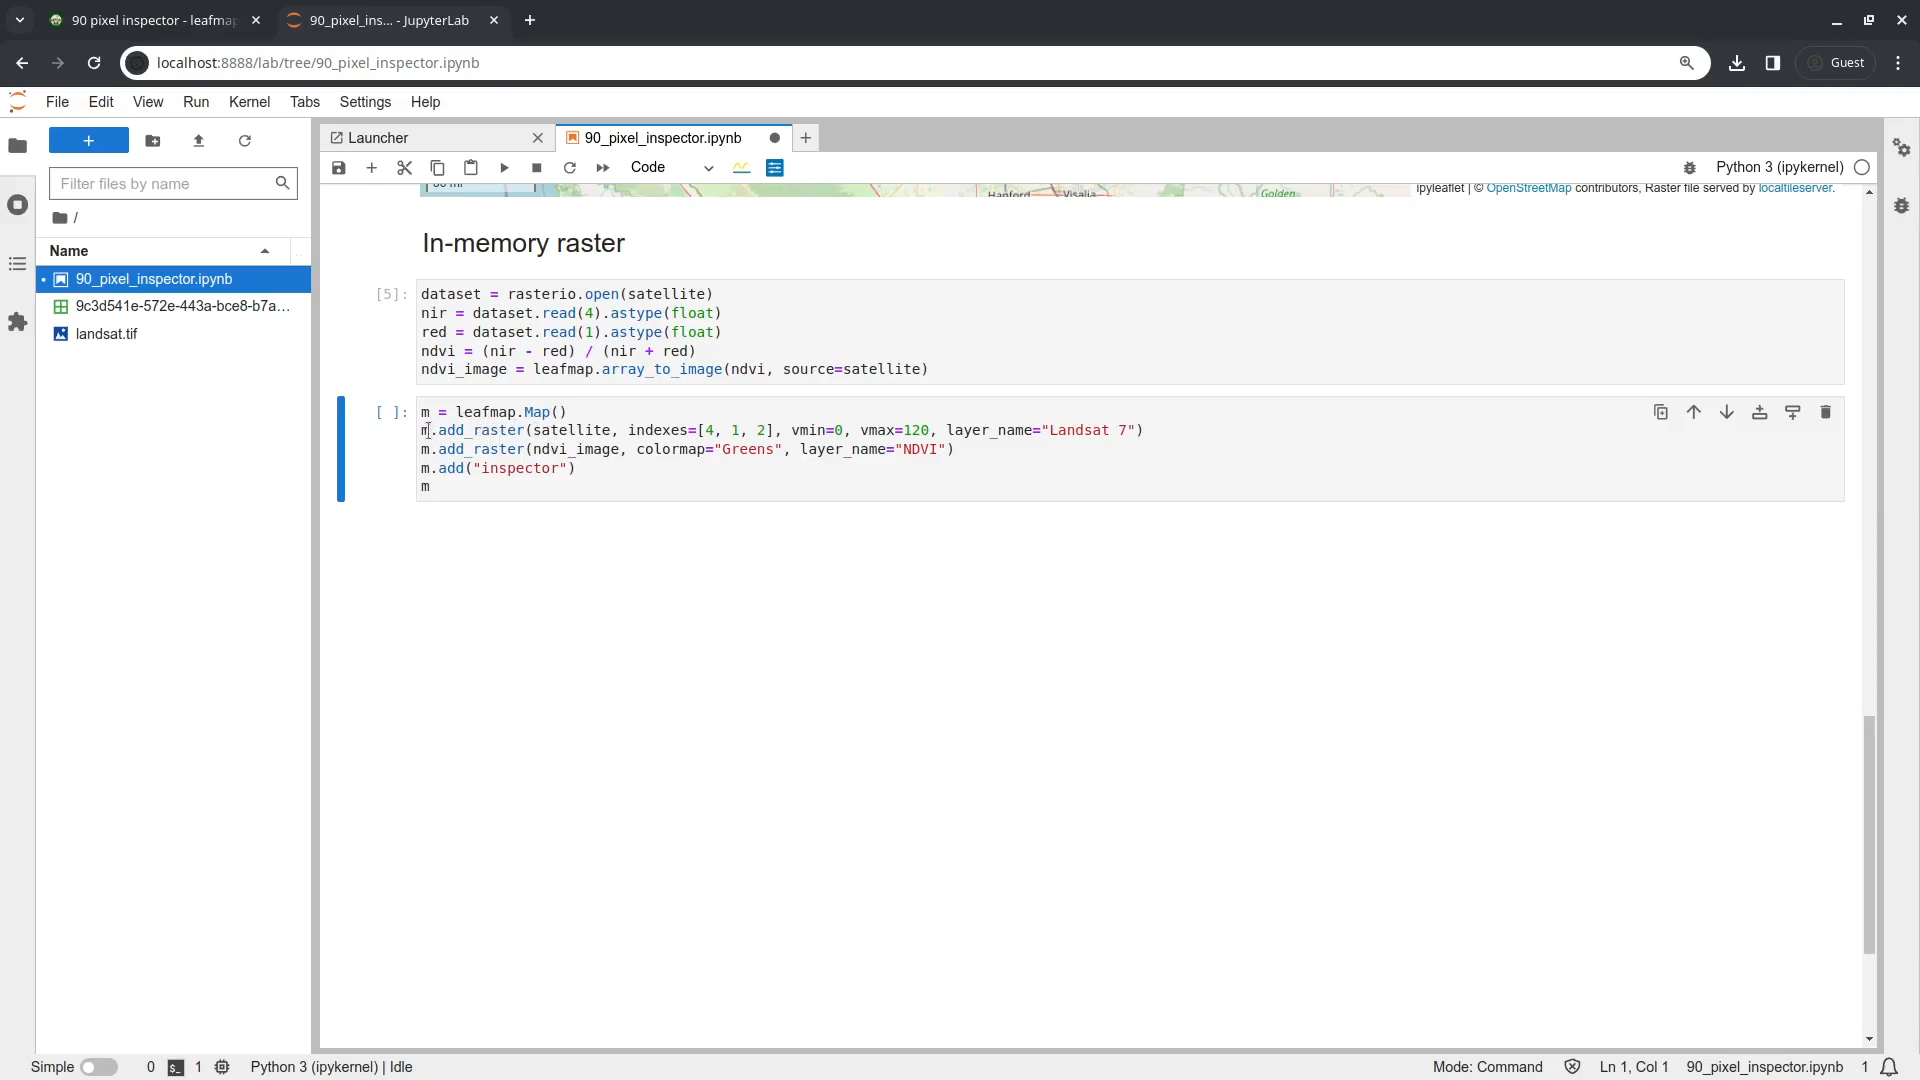 90 pixel inspector - leafmap
90_pixel_ins... - JupyterLab
localhost:8888/lab/tree/90_pixel_inspector.ipynb
Guest
File Edit View Run Kernel Tabs Settings Help
Launcher
90_pixel_inspector.ipynb
Code
Python 3 (ipykernel)
Filter files by name
/
Name
90_pixel_inspector.ipynb
9c3d541e-572e-443a-bce8-b7a...
landsat.tif
Hanford Visalia Golden
ipyleaflet | © OpenStreetMap contributors, Raster file served by localtileserver.
In-memory raster
[5]:
dataset = rasterio.open(satellite)
nir = dataset.read(4).astype(float)
red = dataset.read(1).astype(float)
ndvi = (nir - red) / (nir + red)
ndvi_image = leafmap.array_to_image(ndvi, source=satellite)
[ ]:
m = leafmap.Map()
m.add_raster(satellite, indexes=[4, 1, 2], vmin=0, vmax=120, layer_name="Landsat 7")
m.add_raster(ndvi_image, colormap="Greens", layer_name="NDVI")
m.add("inspector")
m
Simple 0 1 Python 3 (ipykernel) | Idle
Mode: Command Ln 1, Col 1 90_pixel_inspector.ipynb 1